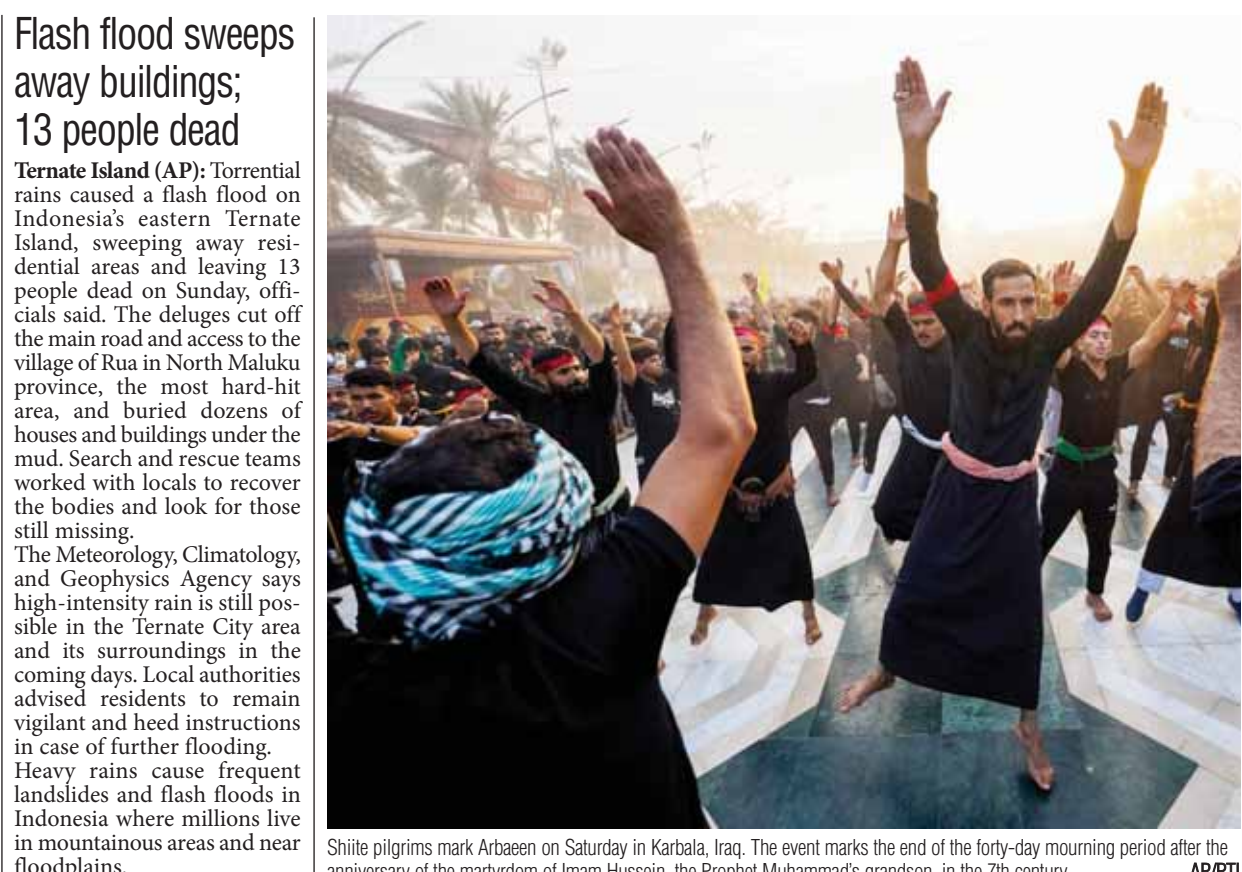 Flash flood sweeps
away buildings;
13 people dead
Ternate Island (AP): Torrential
rains caused a flash flood on
Indonesia's eastern Ternate
Island, sweeping away resi-
dential areas and leaving 13
people dead on Sunday, offi-
cials said. The deluges cut off
the main road and access to the
village of Rua in North Maluku
province, the most hard-hit
area, and buried dozens of
houses and buildings under the
mud. Search and rescue teams
worked with locals to recover
the bodies and look for those
still missing.
The Meteorology, Climatology,
and Geophysics Agency says
high-intensity rain is still pos-
sible in the Ternate City area
and its surroundings in the
coming days. Local authorities
advised residents to remain
vigilant and heed instructions
in case of further flooding.
Heavy rains cause frequent
landslides and flash floods in
Indonesia where millions live
in mountainous areas and near
floodplains.
Shiite pilgrims mark Arbaeen on Saturday in Karbala, Iraq. The event marks the end of the forty-day mourning period after the
anniversary of the martyrdom of Imam Hussein, the Prophet Muhammad's grandson, in the 7th century. AP/PTI